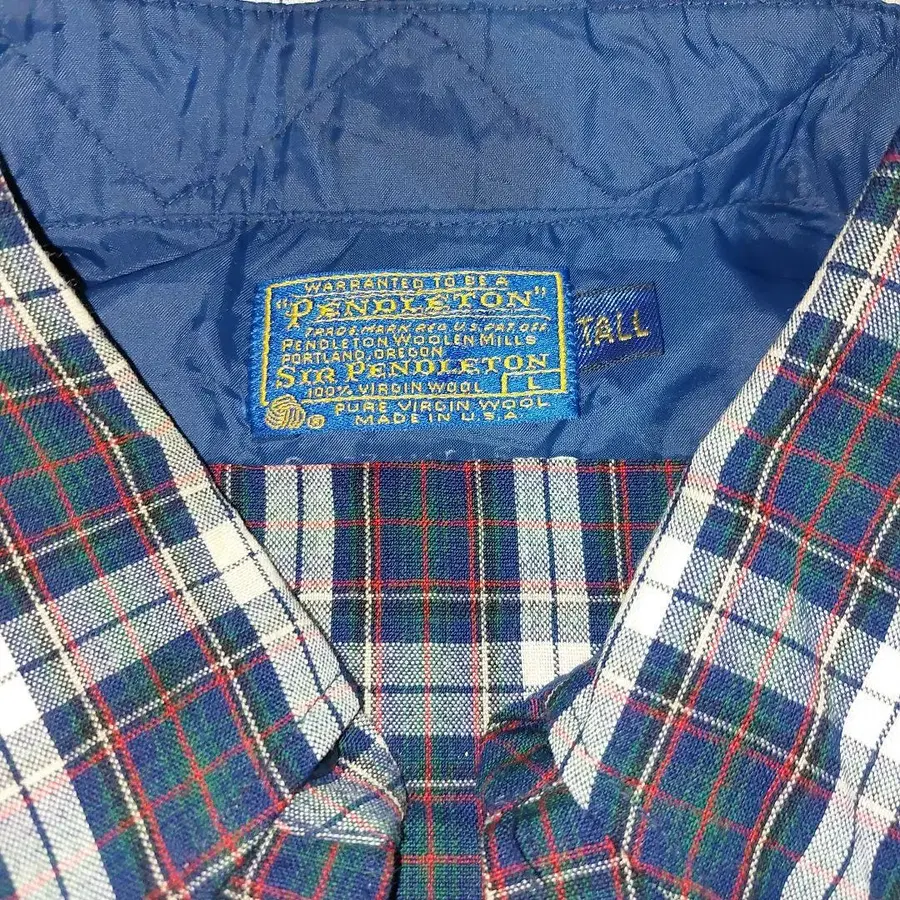 WARRANTED TO BE A
"PENDLETON"
TRADEMARK REG. U.S. PAT. OFF.
PENDLETON WOOLEN MILLS
PORTLAND, OREGON
SIR PENDLETON
100% VIRGIN WOOL L
PURE VIRGIN WOOL
MADE IN U.S.A.
TALL